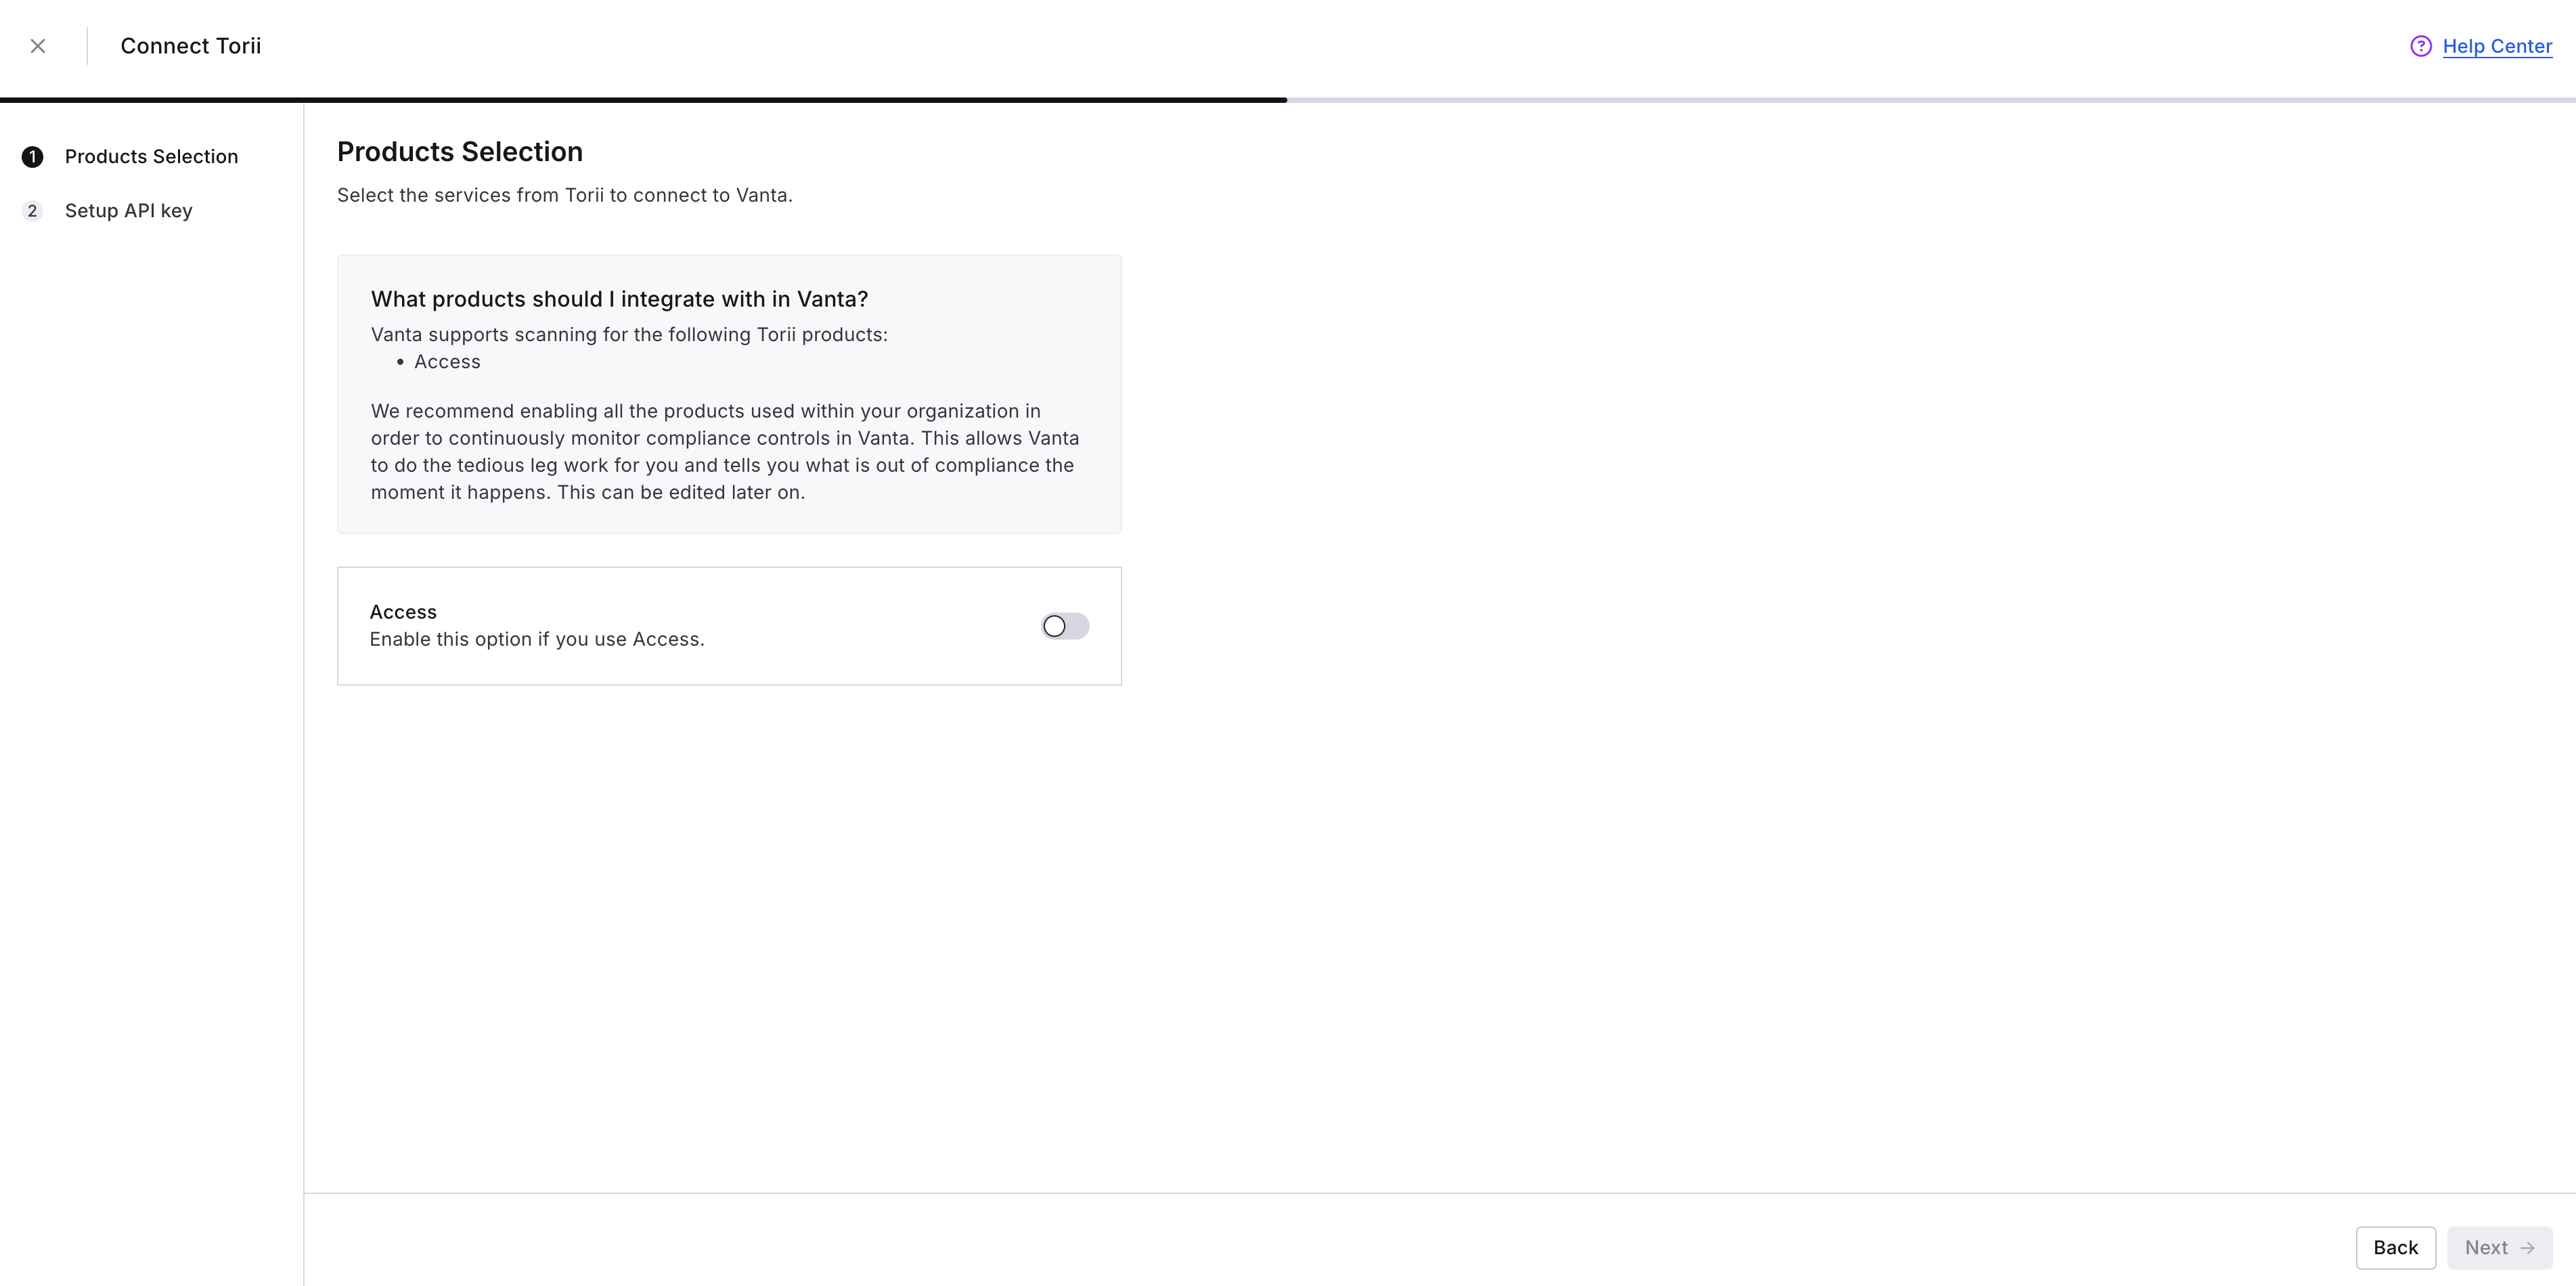 Connect Torii
Help Center
1 Products Selection
2 Setup API key
Products Selection
Select the services from Torii to connect to Vanta.
What products should I integrate with in Vanta?
Vanta supports scanning for the following Torii products:
• Access
We recommend enabling all the products used within your organization in
order to continuously monitor compliance controls in Vanta. This allows Vanta
to do the tedious leg work for you and tells you what is out of compliance the
moment it happens. This can be edited later on.
Access
Enable this option if you use Access.
Back
Next →